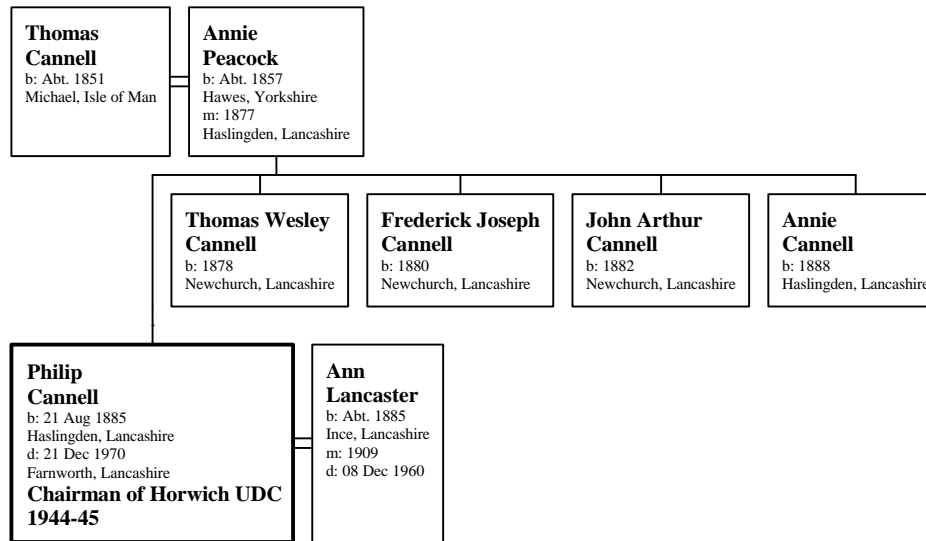 Thomas
Cannell
b: Abt. 1851
Michael, Isle of Man
Annie
Peacock
b: Abt. 1857
Hawes, Yorkshire
m: 1877
Haslingden, Lancashire
Thomas Wesley
Cannell
b: 1878
Newchurch, Lancashire
Frederick Joseph
Cannell
b: 1880
Newchurch, Lancashire
John Arthur
Cannell
b: 1882
Newchurch, Lancashire
Annie
Cannell
b: 1888
Haslingden, Lancashire
Philip
Cannell
b: 21 Aug 1885
Haslingden, Lancashire
d: 21 Dec 1970
Farnworth, Lancashire
Chairman of Horwich UDC
1944-45
Ann
Lancaster
b: Abt. 1885
Ince, Lancashire
m: 1909
d: 08 Dec 1960